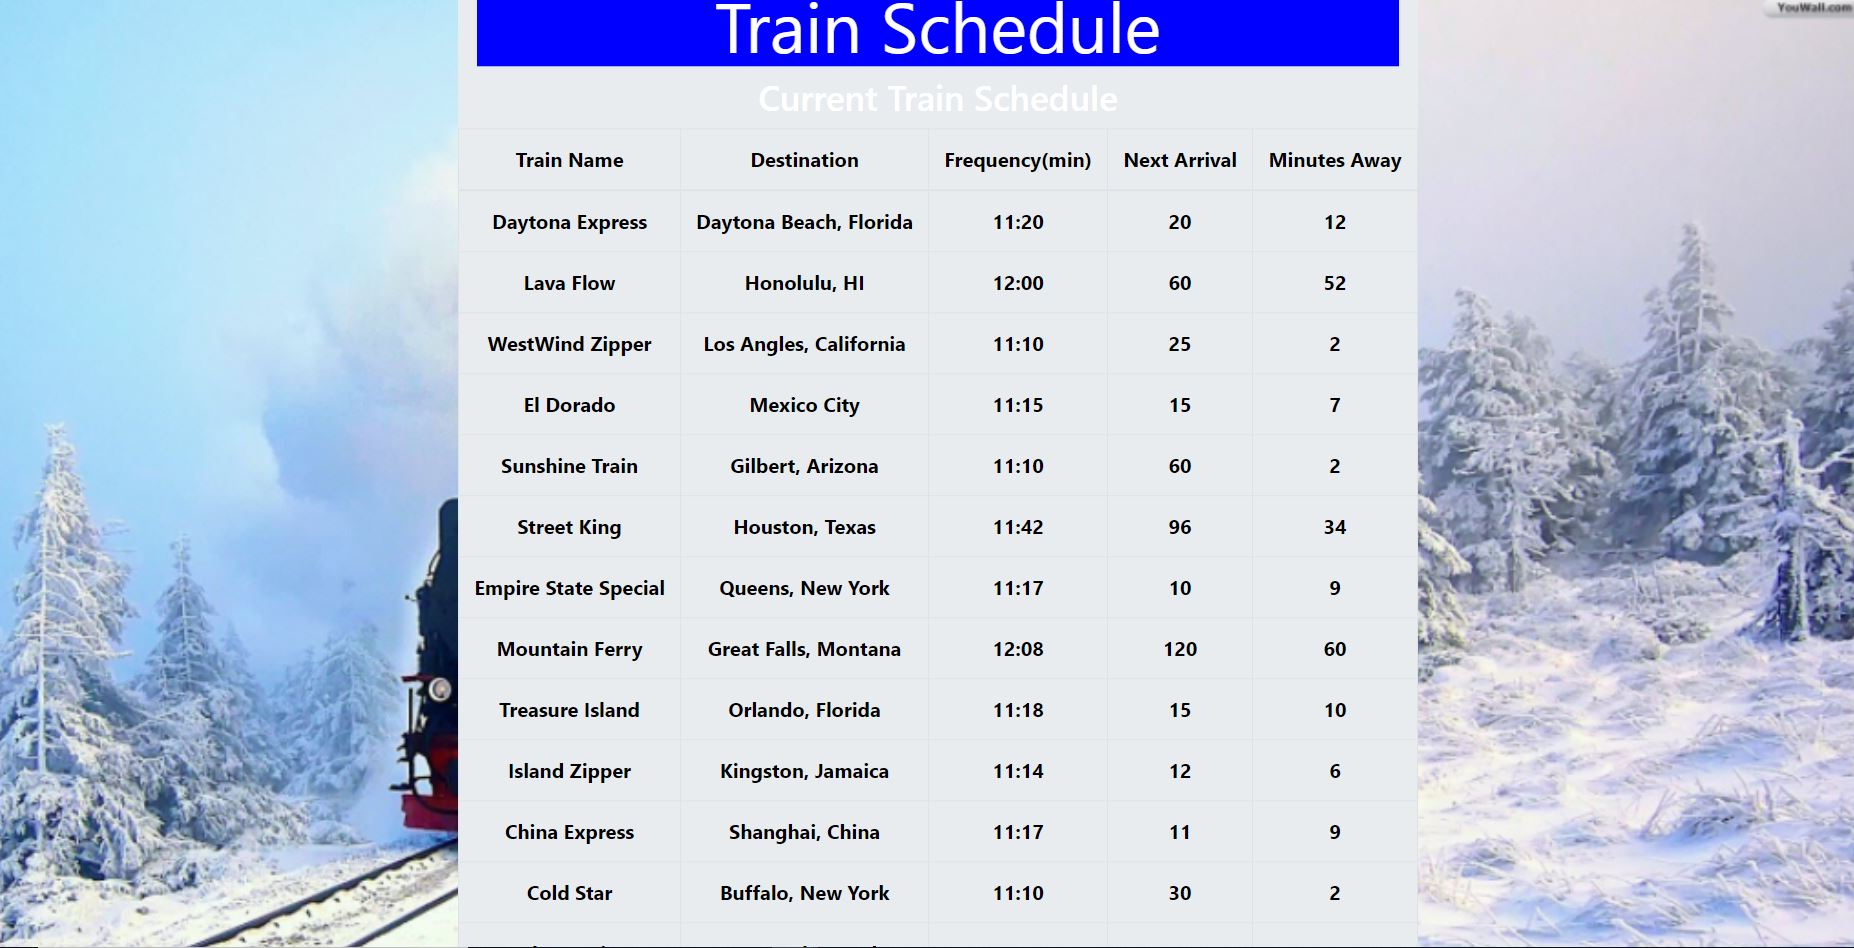 YouWall.com
Train Schedule
Current Train Schedule
Train Name Destination Frequency(min) Next Arrival Minutes Away
Daytona Express Daytona Beach, Florida 11:20 20 12
Lava Flow Honolulu, HI 12:00 60 52
WestWind Zipper Los Angles, California 11:10 25 2
El Dorado Mexico City 11:15 15 7
Sunshine Train Gilbert, Arizona 11:10 60 2
Street King Houston, Texas 11:42 96 34
Empire State Special Queens, New York 11:17 10 9
Mountain Ferry Great Falls, Montana 12:08 120 60
Treasure Island Orlando, Florida 11:18 15 10
Island Zipper Kingston, Jamaica 11:14 12 6
China Express Shanghai, China 11:17 11 9
Cold Star Buffalo, New York 11:10 30 2